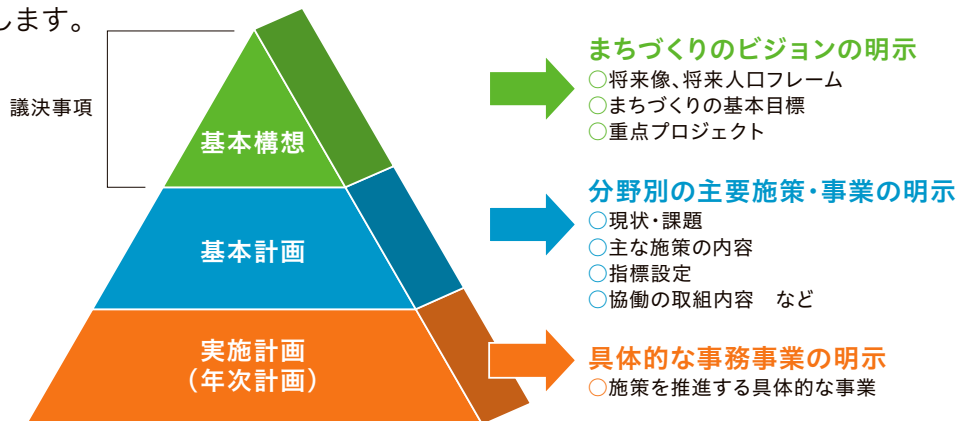 します。
議決事項
基本構想
基本計画
実施計画
（年次計画）
まちづくりのビジョンの明示
○将来像、将来人口フレーム
○まちづくりの基本目標
○重点プロジェクト
分野別の主要施策・事業の明示
○現状・課題
○主な施策の内容
○指標設定
○協働の取組内容　など
具体的な事務事業の明示
○施策を推進する具体的な事業